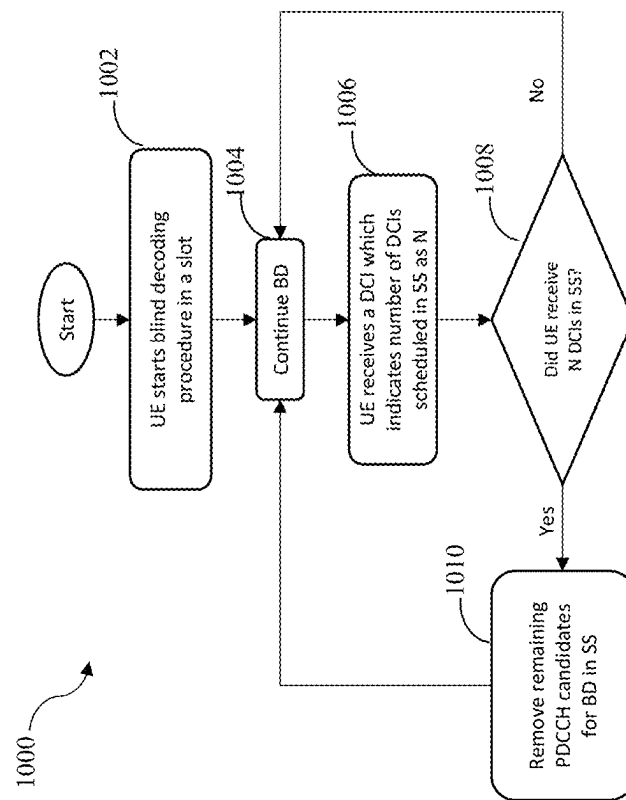 1000
Start
1002
UE starts blind decoding
procedure in a slot
1004
Continue BD
1006
UE receives a DCI which
indicates number of DCIs
scheduled in SS as N
1008
Did UE receive
N DCIs in SS?
Yes
No
1010
Remove remaining
PDCCH candidates
for BD in SS